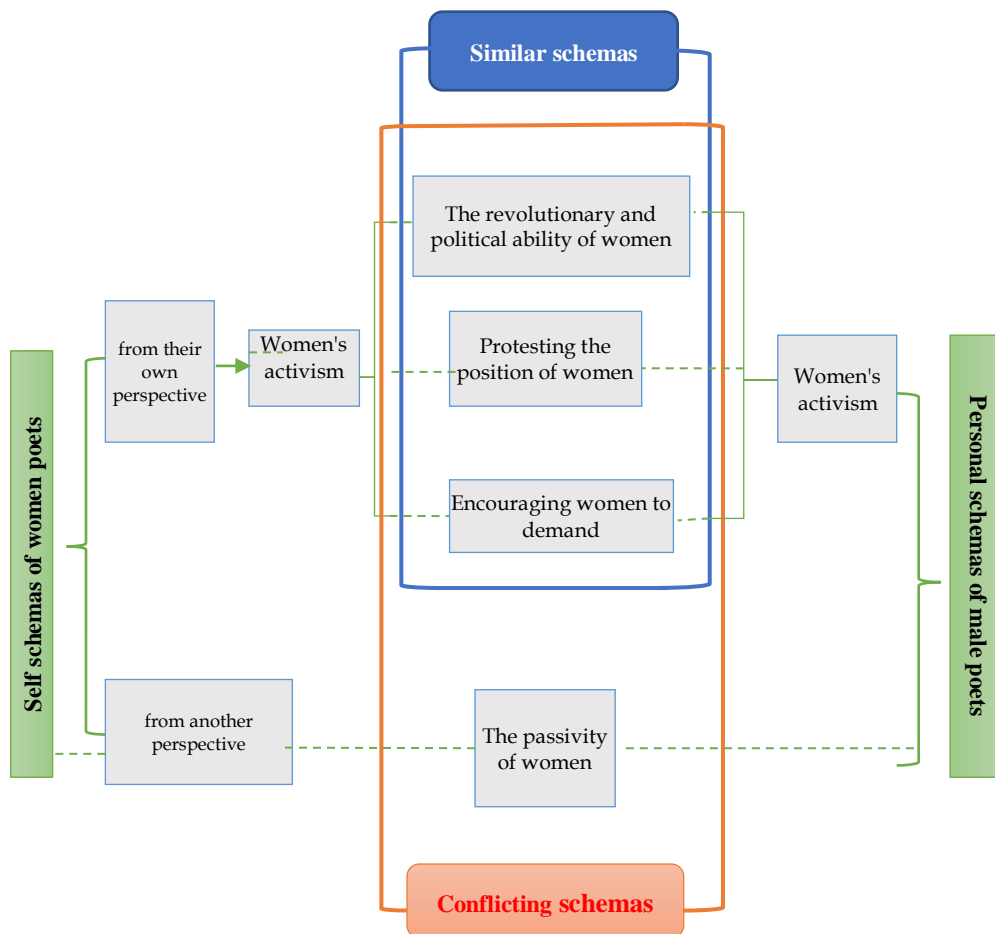 Similar schemas
The revolutionary and
political ability of women
from their
own
perspective
Women's
activism
Protesting the
position of women
Women's
activism
Self schemas of women poets
Personal schemas of male poets
Encouraging women to
demand
from another
perspective
The passivity
of women
Conflicting schemas